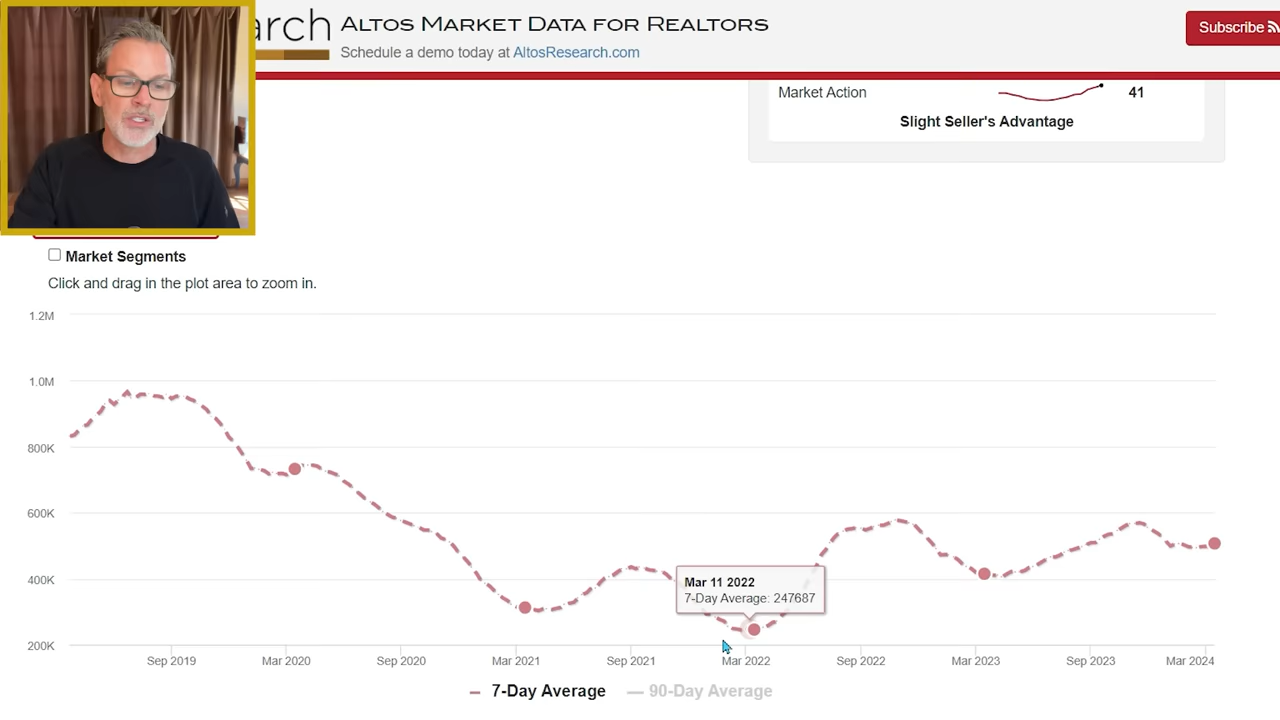 arch
ALTOS MARKET DATA FOR REALTORS
Schedule a demo today at AltosResearch.com
Subscribe
Market Action
41
Slight Seller's Advantage
Market Segments
Click and drag in the plot area to zoom in.
1.2M
1.0M
800K
600K
400K
200K
Mar 11 2022
7-Day Average: 247687
Sep 2019
Mar 2020
Sep 2020
Mar 2021
Sep 2021
Mar 2022
Sep 2022
Mar 2023
Sep 2023
Mar 2024
7-Day Average
90-Day Average